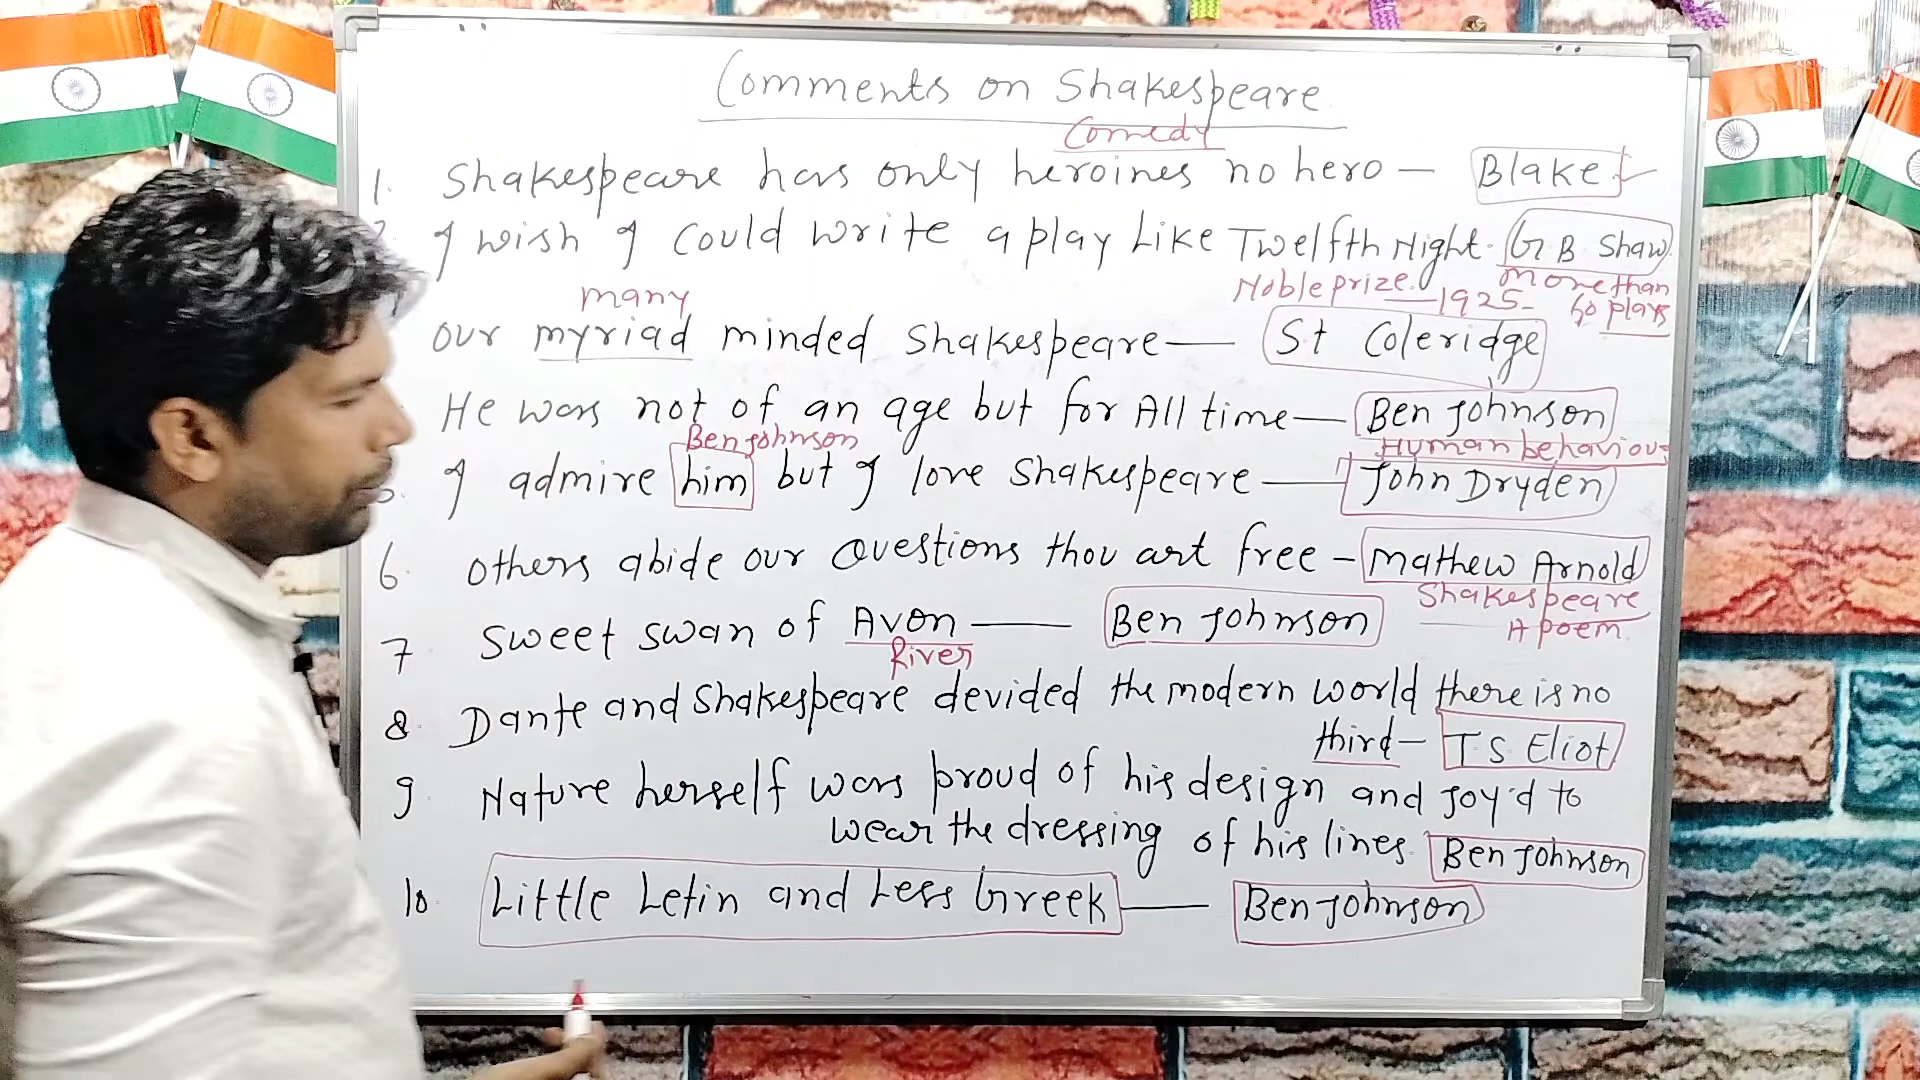 Comments on Shakespeare
Comedy
1. Shakespeare has only heroines no hero — Blake
I wish I could write a play Like Twelfth Night. G B Shaw
Noble prize. — 1925 — More than 60 plays
many
our myriad minded Shakespeare — St Coleridge
He was not of an age but for All time — Ben Johnson
Ben Johnson
Human behaviour
I admire him but I love Shakespeare — John Dryden
6. others abide our Questions thou art free — Mathew Arnold
Shakespeare
A poem
7 Sweet swan of Avon — Ben Johnson
River
8. Dante and Shakespeare devided the modern world there is no
third — T S Eliot
9. Nature herself was proud of his design and Joy'd to
wear the dressing of his lines. Ben Johnson
10. Little Letin and Less Greek — Ben Johnson